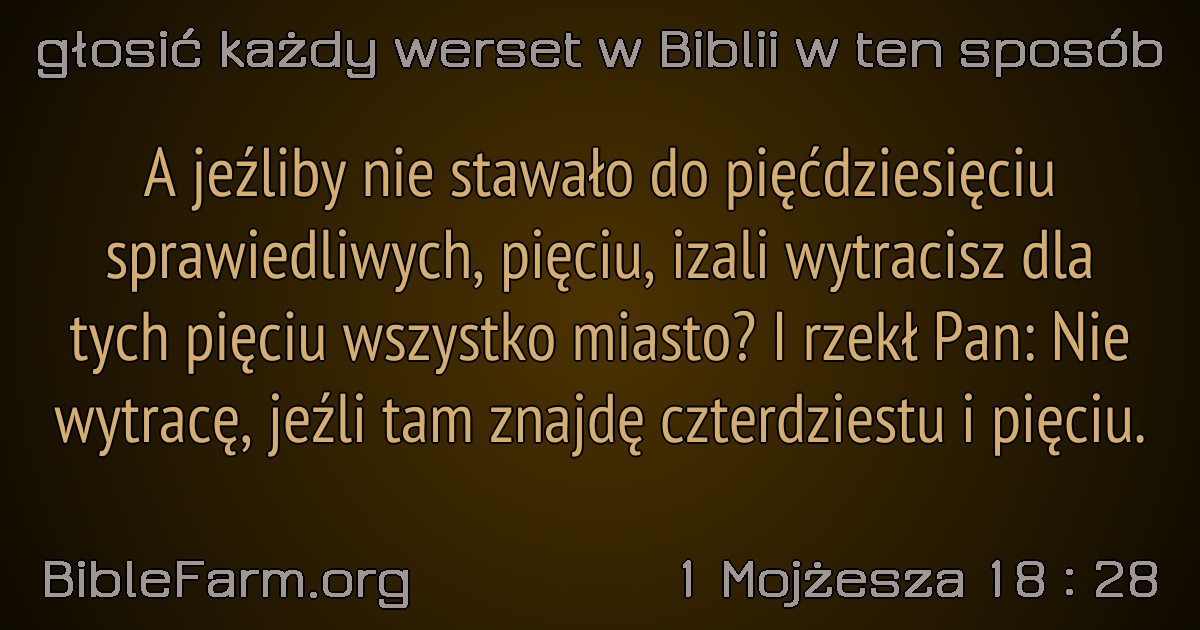 głosić każdy werset w Biblii w ten sposób
A jeźliby nie stawało do pięćdziesięciu
sprawiedliwych, pięciu, izali wytracisz dla
tych pięciu wszystko miasto? I rzekł Pan: Nie
wytracę, jeźli tam znajdę czterdziestu i pięciu.
BibleFarm.org
1 Mojżesza 18 : 28